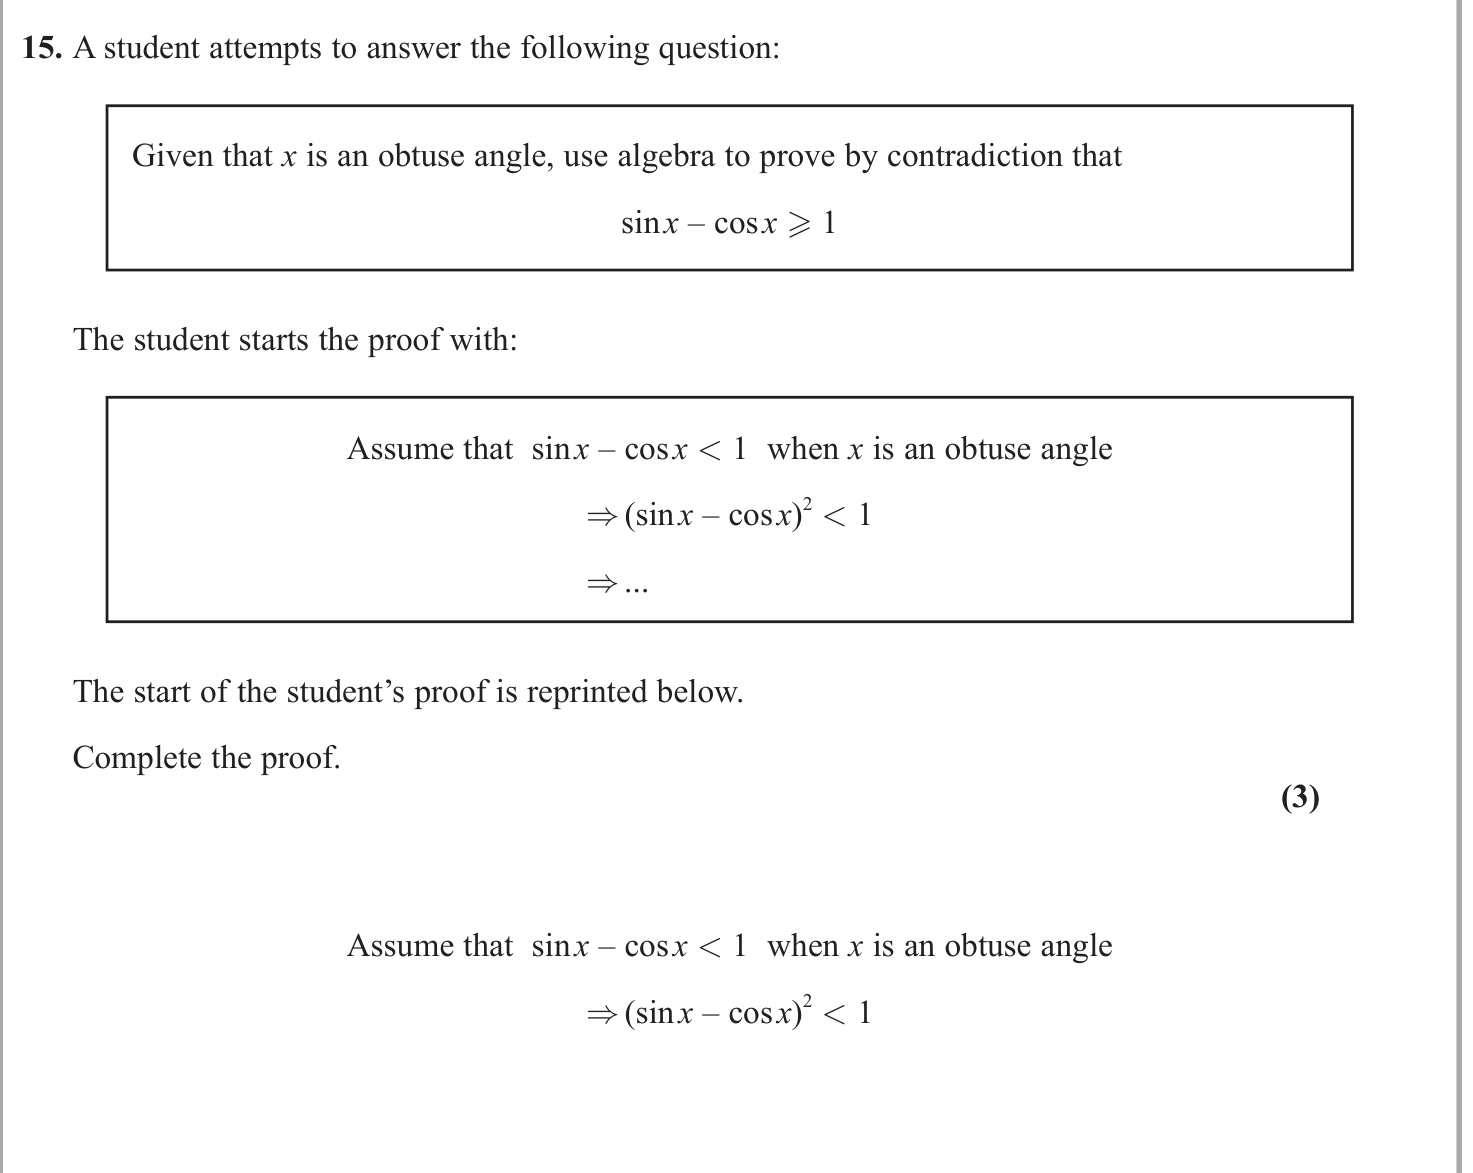 15. A student attempts to answer the following question:
Given that x is an obtuse angle, use algebra to prove by contradiction that
sin x – cos x ⩾ 1
The student starts the proof with:
Assume that sin x – cos x < 1 when x is an obtuse angle
⇒ (sin x – cos x)² < 1
⇒ ...
The start of the student’s proof is reprinted below.
Complete the proof.
(3)
Assume that sin x – cos x < 1 when x is an obtuse angle
⇒ (sin x – cos x)² < 1